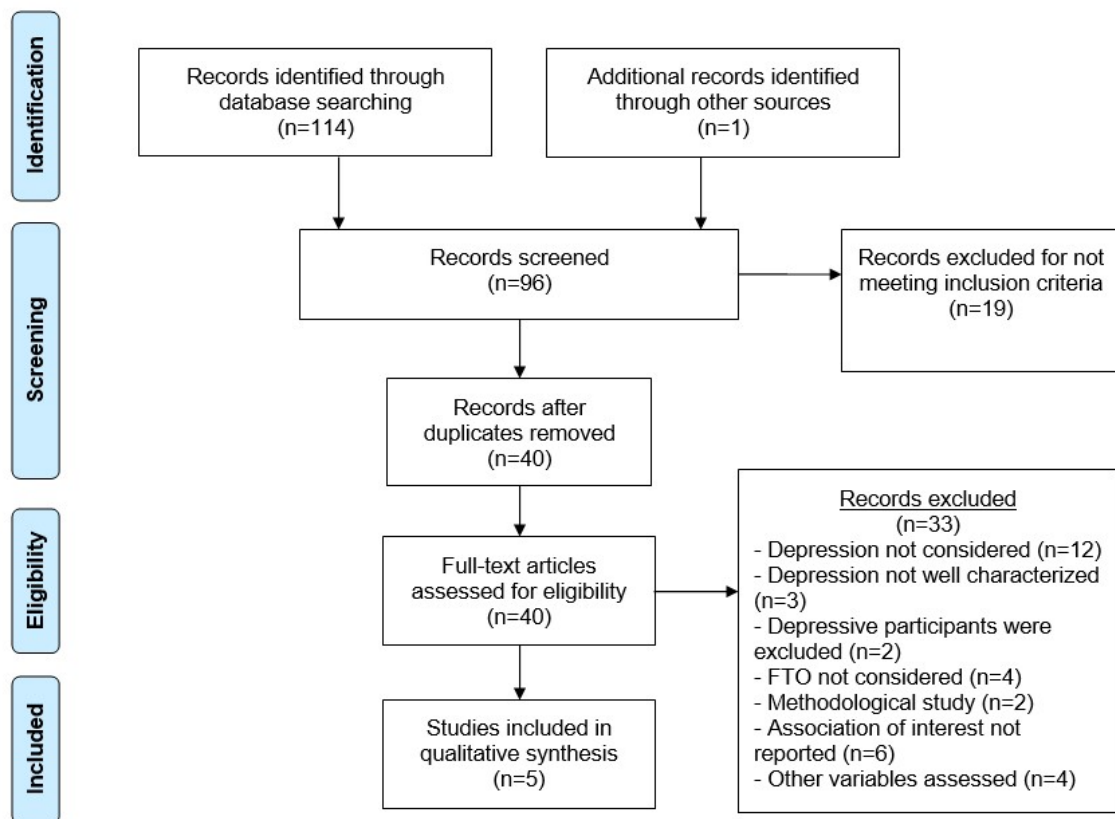 Identification
Records identified through
database searching
(n=114)
Additional records identified
through other sources
(n=1)
Screening
Records screened
(n=96)
Records excluded for not
meeting inclusion criteria
(n=19)
Records after
duplicates removed
(n=40)
Eligibility
Full-text articles
assessed for eligibility
(n=40)
Records excluded
(n=33)
- Depression not considered (n=12)
- Depression not well characterized
(n=3)
- Depressive participants were
excluded (n=2)
- FTO not considered (n=4)
- Methodological study (n=2)
- Association of interest not
reported (n=6)
- Other variables assessed (n=4)
Included
Studies included in
qualitative synthesis
(n=5)